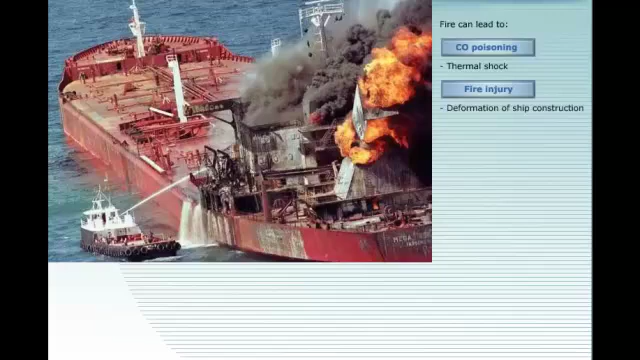 Fire can lead to:
CO poisoning
- Thermal shock
Fire injury
- Deformation of ship construction